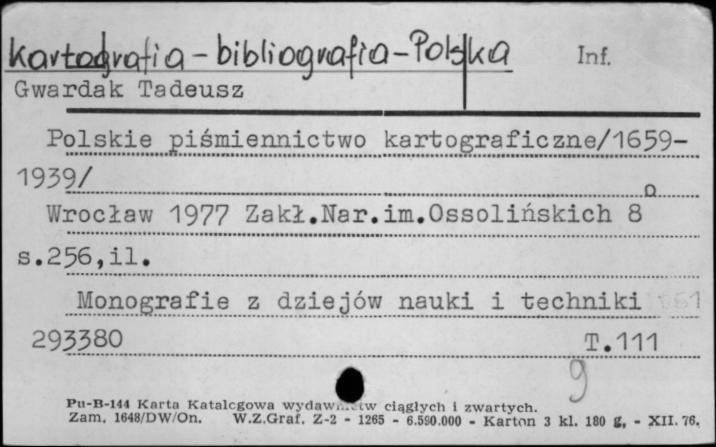 kartografia – bibliografia – Polska Inf.
Gwardak Tadeusz
Polskie piśmiennictwo kartograficzne/1659-
1939/
Wrocław 1977 Zakł.Nar.im.Ossolińskich 8°
s.256,il.
Monografie z dziejów nauki i techniki
293380 T.111
9
Pu-B-144 Karta Katalogowa wydawnictw ciągłych i zwartych.
Zam. 1648/DW/On. W.Z.Graf. Z-2 - 1265 - 6.590.000 - Karton 3 kl. 180 g, - XII. 76.